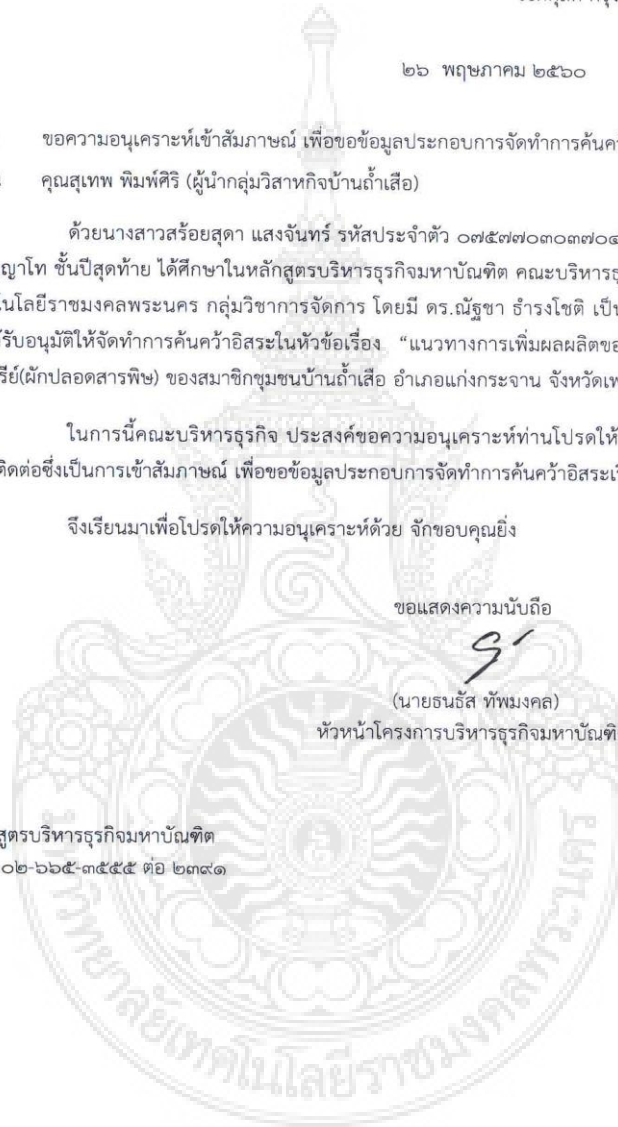 ๒๖ พฤษภาคม ๒๕๖๐
ขอความอนุเคราะห์เข้าสัมภาษณ์ เพื่อขอข้อมูลประกอบการจัดทำการค้นคว
คุณสุเทพ พิมพ์ศิริ (ผู้นำกลุ่มวิสาหกิจบ้านถ้ำเสือ)
ด้วยนางสาวสร้อยสุดา แสงจันทร์ รหัสประจำตัว ๐๗๕๗๗๐๓๐๓๗๐๔
ญาโท ชั้นปีสุดท้าย ได้ศึกษาในหลักสูตรบริหารธุรกิจมหาบัณฑิต คณะบริหารธุ
นโลยีราชมงคลพระนคร กลุ่มวิชาการจัดการ โดยมี ดร.ณัฐชา ธำรงโชติ เป็น
ด้รับอนุมัติให้จัดทำการค้นคว้าอิสระในหัวข้อเรื่อง “แนวทางการเพิ่มผลผลิตขอ
รีย์(ผักปลอดสารพิษ) ของสมาชิกชุมชนบ้านถ้ำเสือ อำเภอแก่งกระจาน จังหวัดเพ
ในการนี้คณะบริหารธุรกิจ ประสงค์ขอความอนุเคราะห์ท่านโปรดให้
ติดต่อซึ่งเป็นการเข้าสัมภาษณ์ เพื่อขอข้อมูลประกอบการจัดทำการค้นคว้าอิสระเรื
จึงเรียนมาเพื่อโปรดให้ความอนุเคราะห์ด้วย จักขอบคุณยิ่ง
ขอแสดงความนับถือ
(นายธนธัส ทัพมงคล)
หัวหน้าโครงการบริหารธุรกิจมหาบัณฑิ
สูตรบริหารธุรกิจมหาบัณฑิต
๐๒-๖๖๕-๓๕๕๕ ต่อ ๒๓๙๑
วิทยาลัยเทคโนโลยีราชมงคลพระนคร